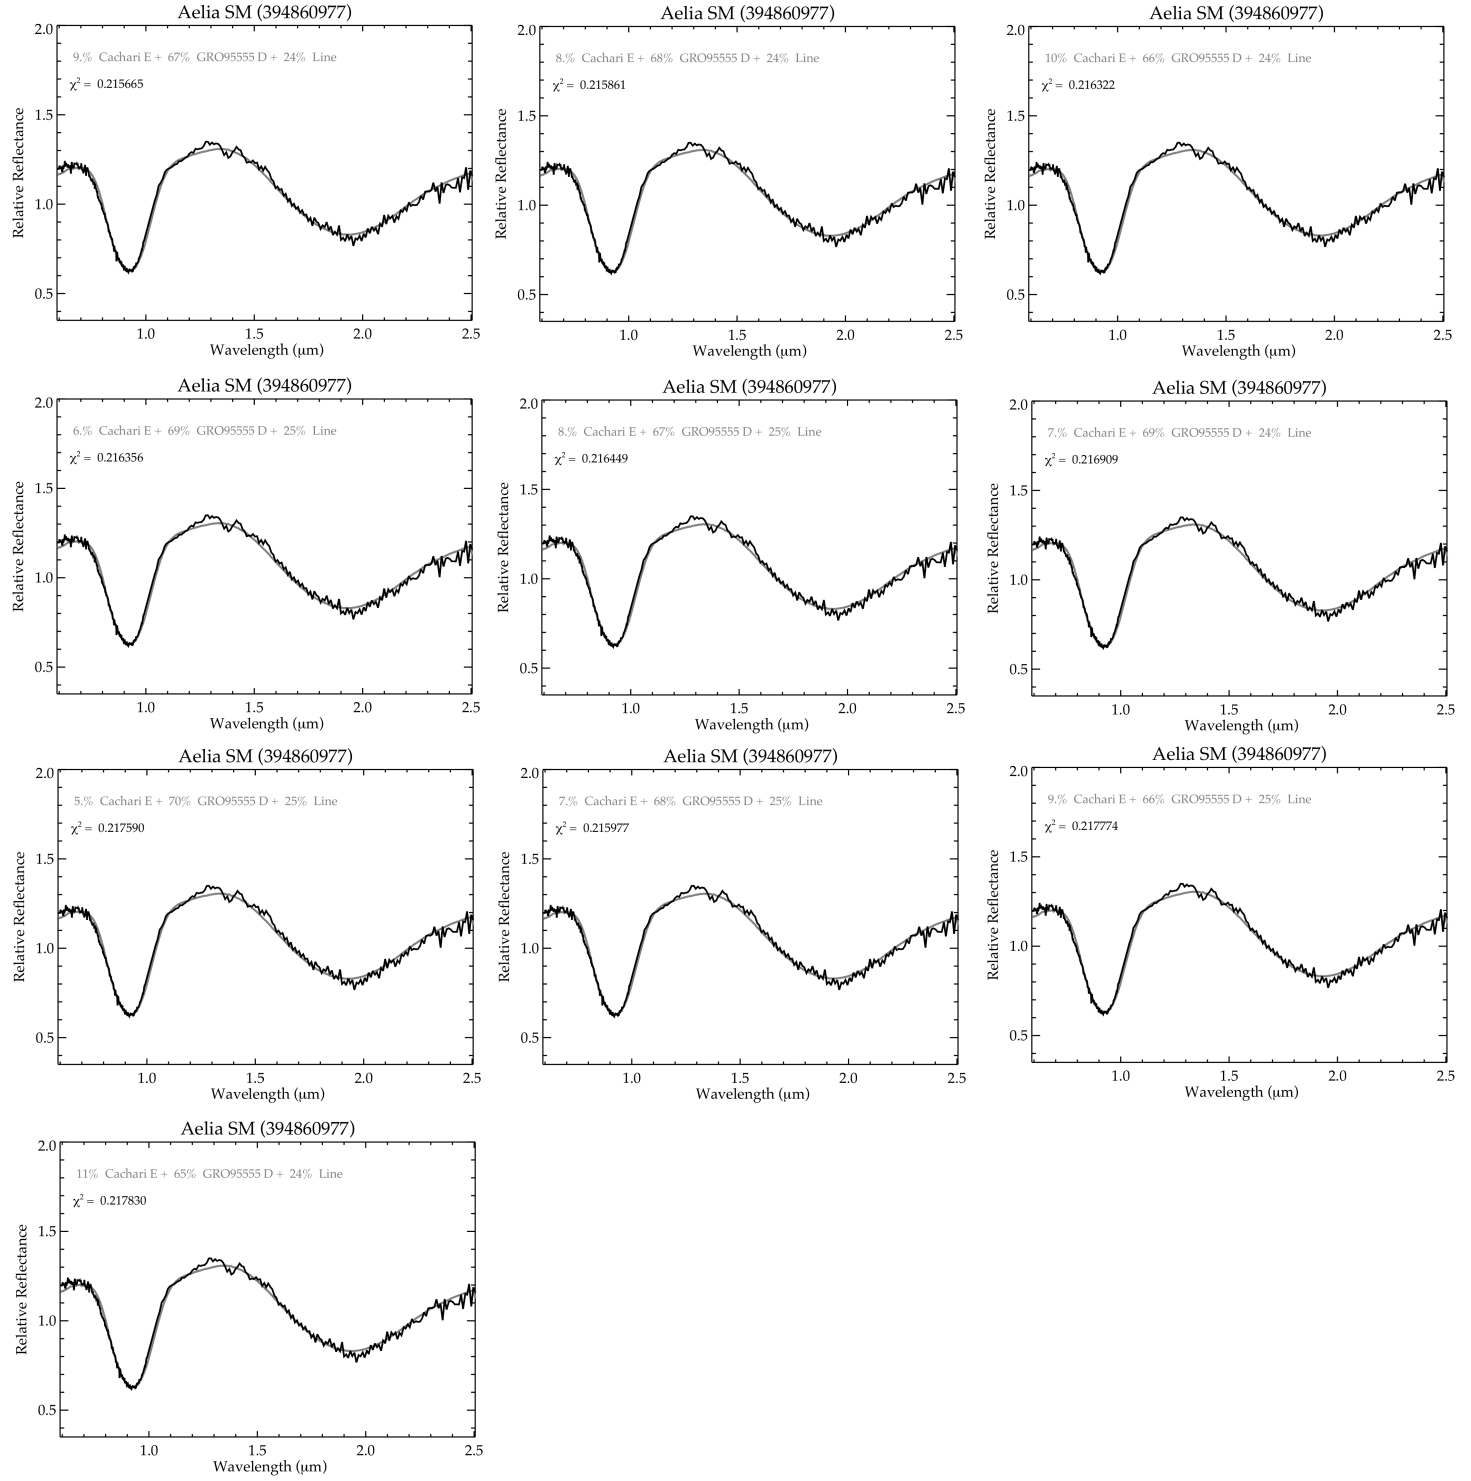 Aelia SM (394860977)
2.0
9.% Cachari E + 67% GRO95555 D + 24% Line
χ² = 0.215665
1.5
Relative Reflectance
1.0
0.5
1.0 1.5 2.0 2.5
Wavelength (μm)
Aelia SM (394860977)
2.0
8.% Cachari E + 68% GRO95555 D + 24% Line
χ² = 0.215861
1.5
Relative Reflectance
1.0
0.5
1.0 1.5 2.0 2.5
Wavelength (μm)
Aelia SM (394860977)
2.0
10% Cachari E + 66% GRO95555 D + 24% Line
χ² = 0.216322
1.5
Relative Reflectance
1.0
0.5
1.0 1.5 2.0 2.5
Wavelength (μm)
Aelia SM (394860977)
2.0
6.% Cachari E + 69% GRO95555 D + 25% Line
χ² = 0.216356
1.5
Relative Reflectance
1.0
0.5
1.0 1.5 2.0 2.5
Wavelength (μm)
Aelia SM (394860977)
2.0
8.% Cachari E + 67% GRO95555 D + 25% Line
χ² = 0.216449
1.5
Relative Reflectance
1.0
0.5
1.0 1.5 2.0 2.5
Wavelength (μm)
Aelia SM (394860977)
2.0
7.% Cachari E + 69% GRO95555 D + 24% Line
χ² = 0.216909
1.5
Relative Reflectance
1.0
0.5
1.0 1.5 2.0 2.5
Wavelength (μm)
Aelia SM (394860977)
2.0
5.% Cachari E + 70% GRO95555 D + 25% Line
χ² = 0.217590
1.5
Relative Reflectance
1.0
0.5
1.0 1.5 2.0 2.5
Wavelength (μm)
Aelia SM (394860977)
2.0
7.% Cachari E + 68% GRO95555 D + 25% Line
χ² = 0.215977
1.5
Relative Reflectance
1.0
0.5
1.0 1.5 2.0 2.5
Wavelength (μm)
Aelia SM (394860977)
2.0
9.% Cachari E + 66% GRO95555 D + 25% Line
χ² = 0.217774
1.5
Relative Reflectance
1.0
0.5
1.0 1.5 2.0 2.5
Wavelength (μm)
Aelia SM (394860977)
2.0
11% Cachari E + 65% GRO95555 D + 24% Line
χ² = 0.217830
1.5
Relative Reflectance
1.0
0.5
1.0 1.5 2.0 2.5
Wavelength (μm)